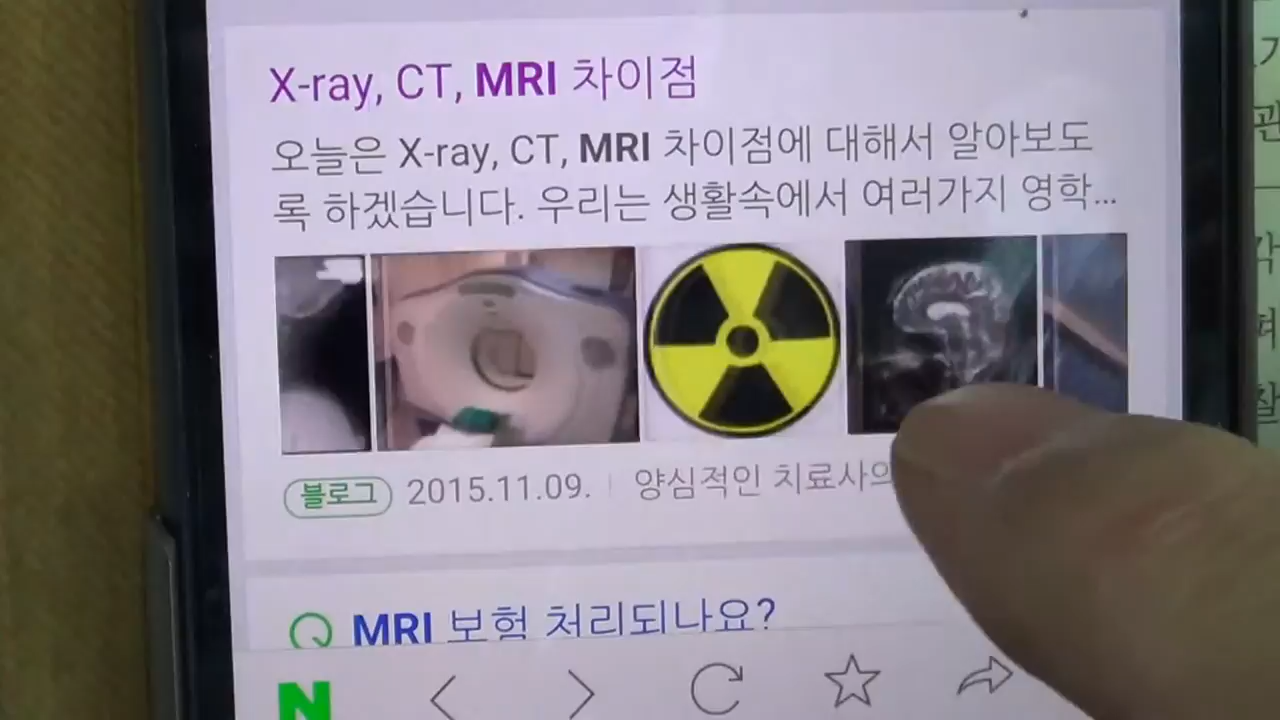 X-ray, CT, MRI 차이점
오늘은 X-ray, CT, MRI 차이점에 대해서 알아보도
록 하겠습니다. 우리는 생활속에서 여러가지 영학...
블로그 2015.11.09. 양심적인 치료사의
MRI 보험 처리되나요?
N